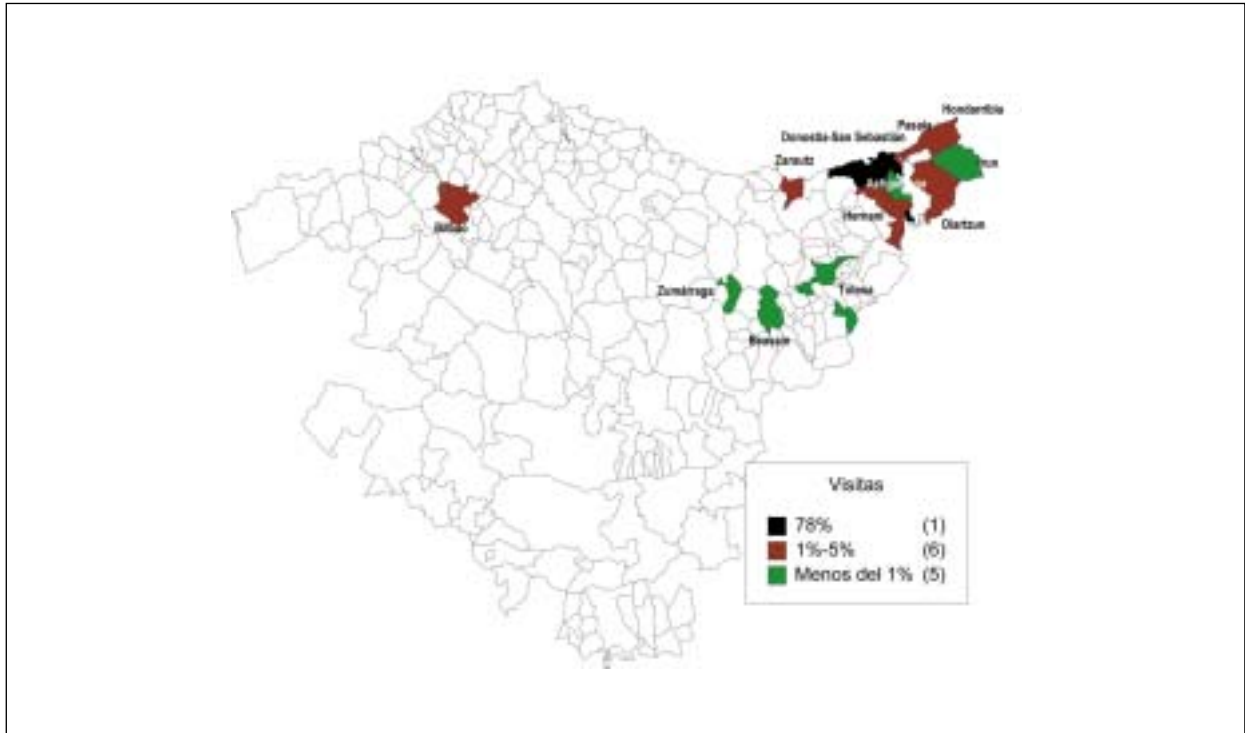 Hondarribia
Pasaia
Donostia-San Sebastián
Zarautz
Irun
Hernani
Oiartzun
Bilbao
Zumárraga
Tolosa
Beasain
Visitas
78% (1)
1%-5% (6)
Menos del 1% (5)